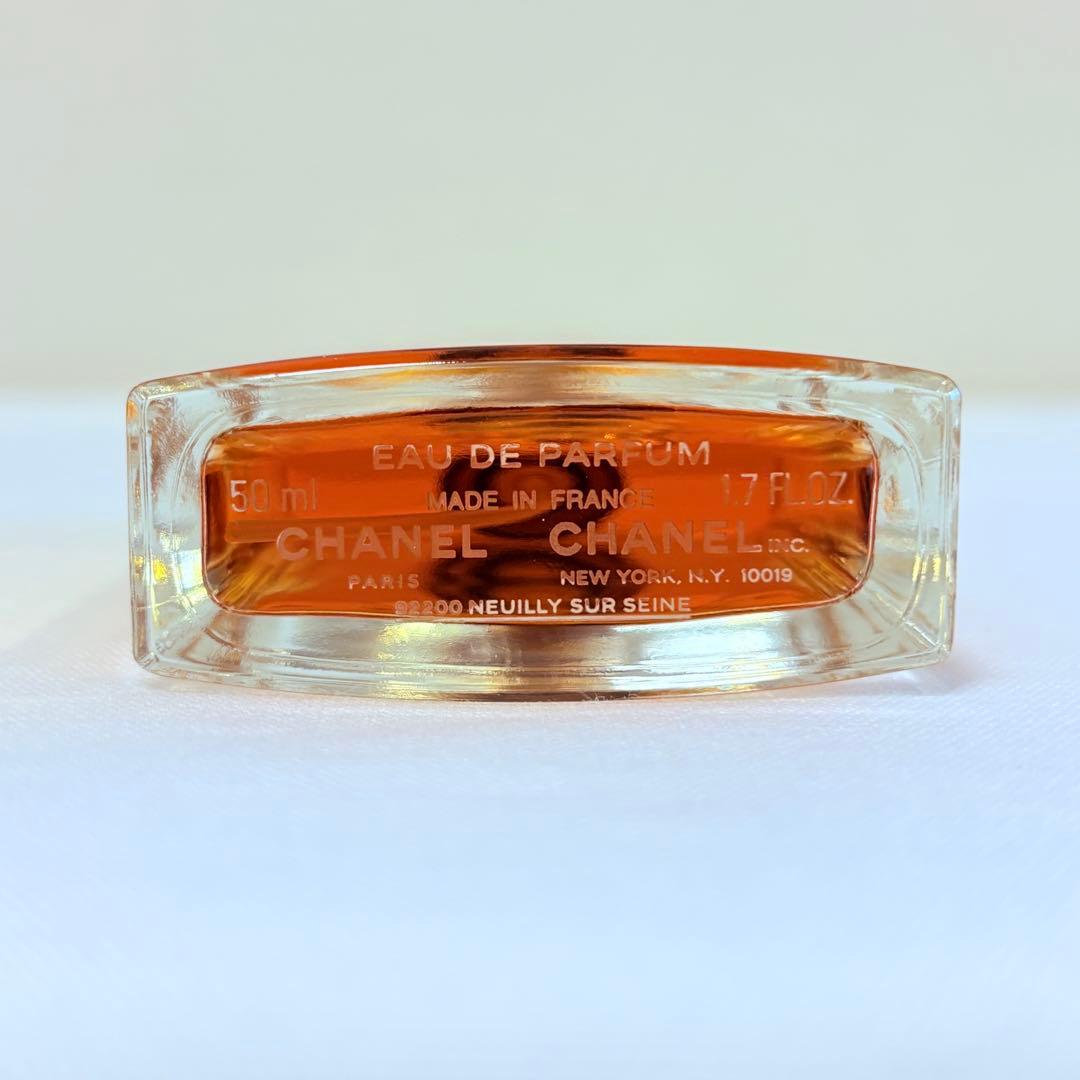 EAU DE PARFUM
50 ml MADE IN FRANCE 1.7 FL.OZ.
CHANEL CHANEL INC.
PARIS NEW YORK, N.Y. 10019
92200 NEUILLY SUR SEINE